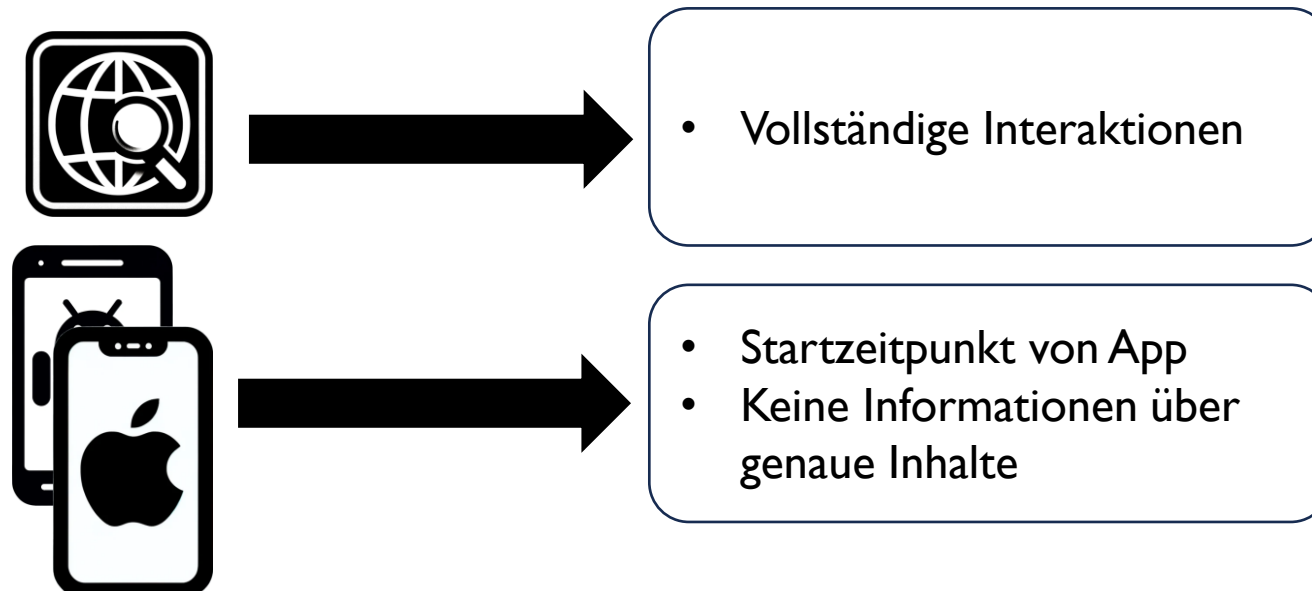 • Vollständige Interaktionen
• Startzeitpunkt von App
• Keine Informationen über
genaue Inhalte